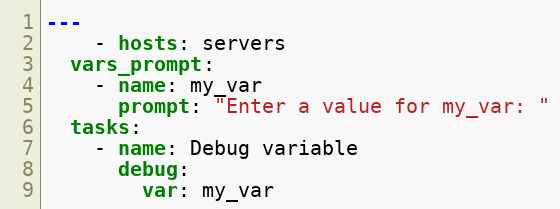 1 ---
2     - hosts: servers
3   vars_prompt:
4     - name: my_var
5       prompt: "Enter a value for my_var: "
6   tasks:
7     - name: Debug variable
8       debug:
9         var: my_var